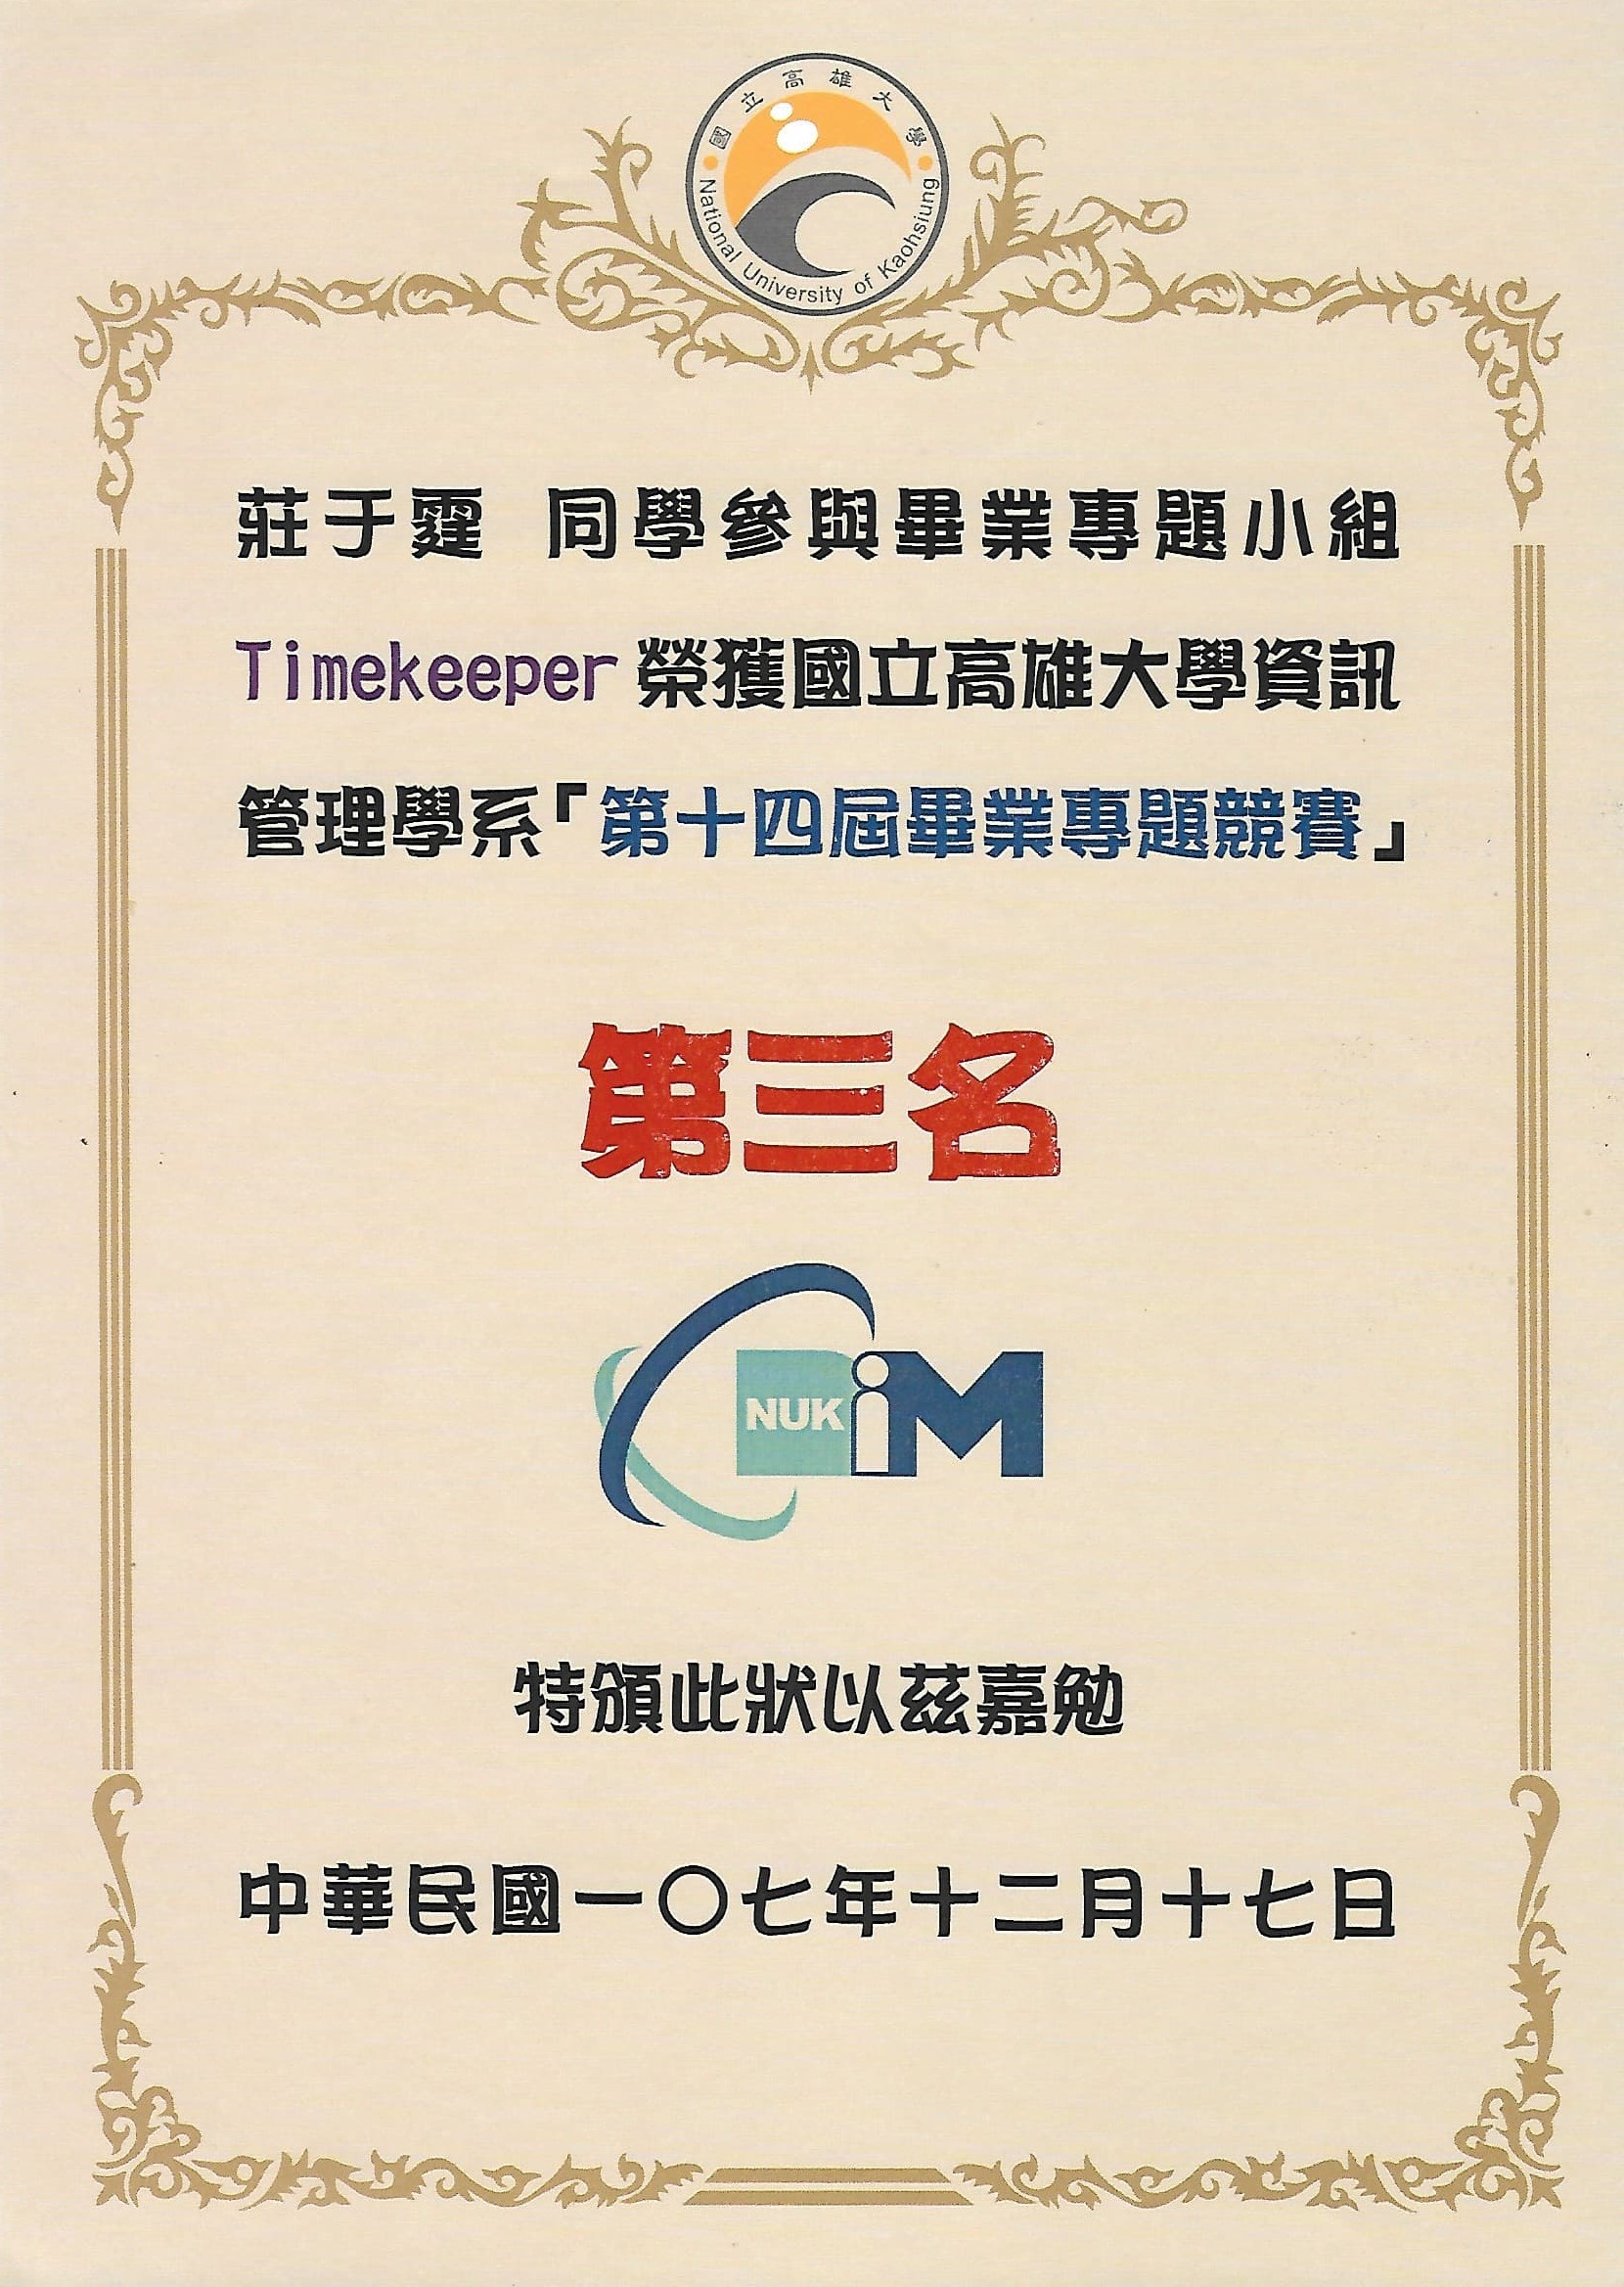 國立高雄大學
National University of Kaohsiung
莊于霆 同學參與畢業專題小組
Timekeeper 榮獲國立高雄大學資訊
管理學系「第十四屆畢業專題競賽」
第三名
NUK iM
特頒此狀以茲嘉勉
中華民國一〇七年十二月十七日